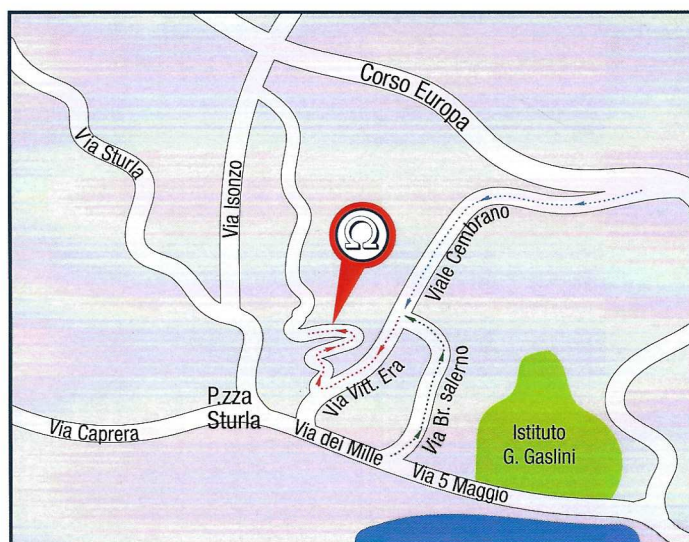 Corso Europa
Via Sturla
Via Isonzo
Ω
Viale Cembrano
Via Vitt. Era
Via Br. salerno
P.zza
Sturla
Via Caprera
Via dei Mille
Via 5 Maggio
Istituto
G. Gaslini